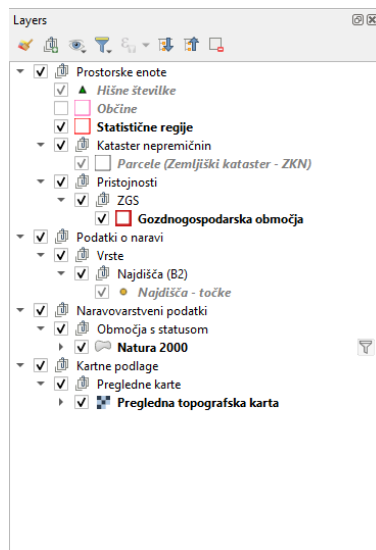 Layers
Prostorske enote
Hišne številke
Občine
Statistične regije
Kataster nepremičnin
Parcele (Zemljiški kataster - ZKN)
Pristojnosti
ZGS
Gozdnogospodarska območja
Podatki o naravi
Vrste
Najdišča (B2)
Najdišča - točke
Naravovarstveni podatki
Območja s statusom
Natura 2000
Kartne podlage
Pregledne karte
Pregledna topografska karta